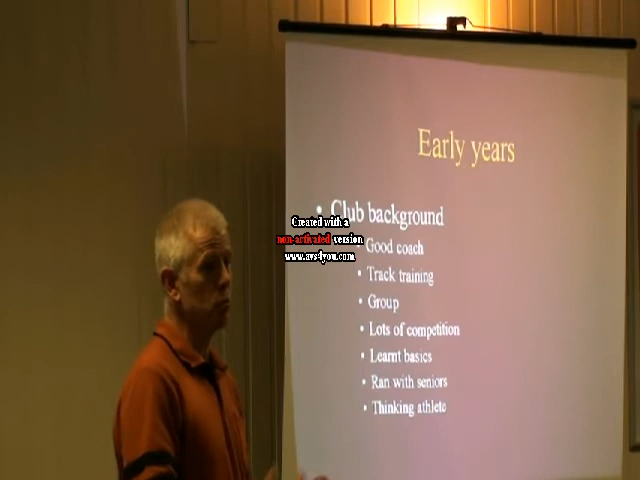 Early years
• Club background
Created with a
non-activated version
www.avs4you.com
• Good coach
• Track training
• Group
• Lots of competition
• Learnt basics
• Ran with seniors
• Thinking athlete